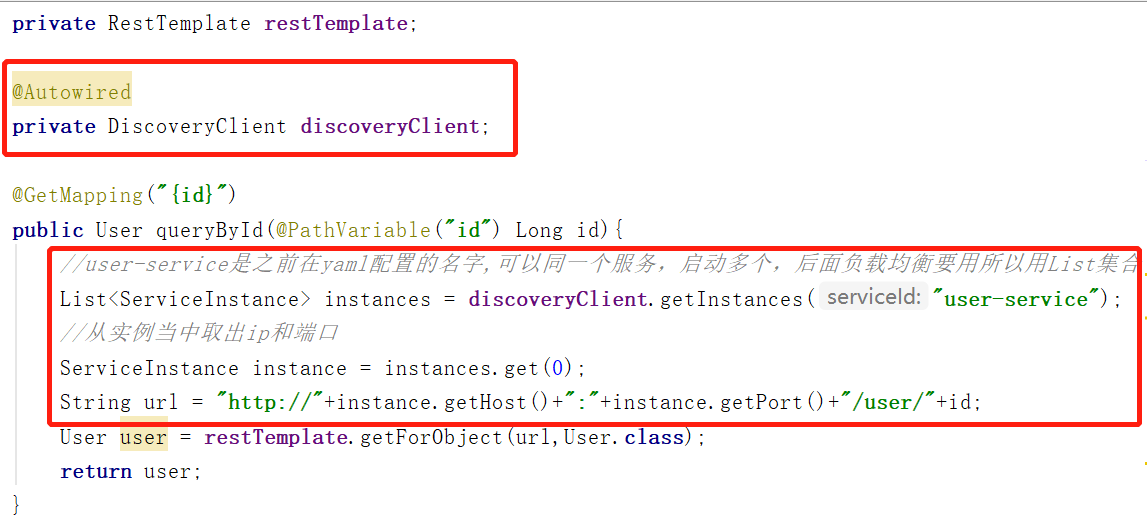 private RestTemplate restTemplate;
@Autowired
private DiscoveryClient discoveryClient;
@GetMapping("{id}")
public User queryById(@PathVariable("id") Long id){
//user-service是之前在yaml配置的名字,可以同一个服务，启动多个，后面负载均衡要用所以用List集合
List<ServiceInstance> instances = discoveryClient.getInstances( serviceId: "user-service");
//从实例当中取出ip和端口
ServiceInstance instance = instances.get(0);
String url = "http://"+instance.getHost()+":"+instance.getPort()+"/user/"+id;
User user = restTemplate.getForObject(url,User.class);
return user;
}